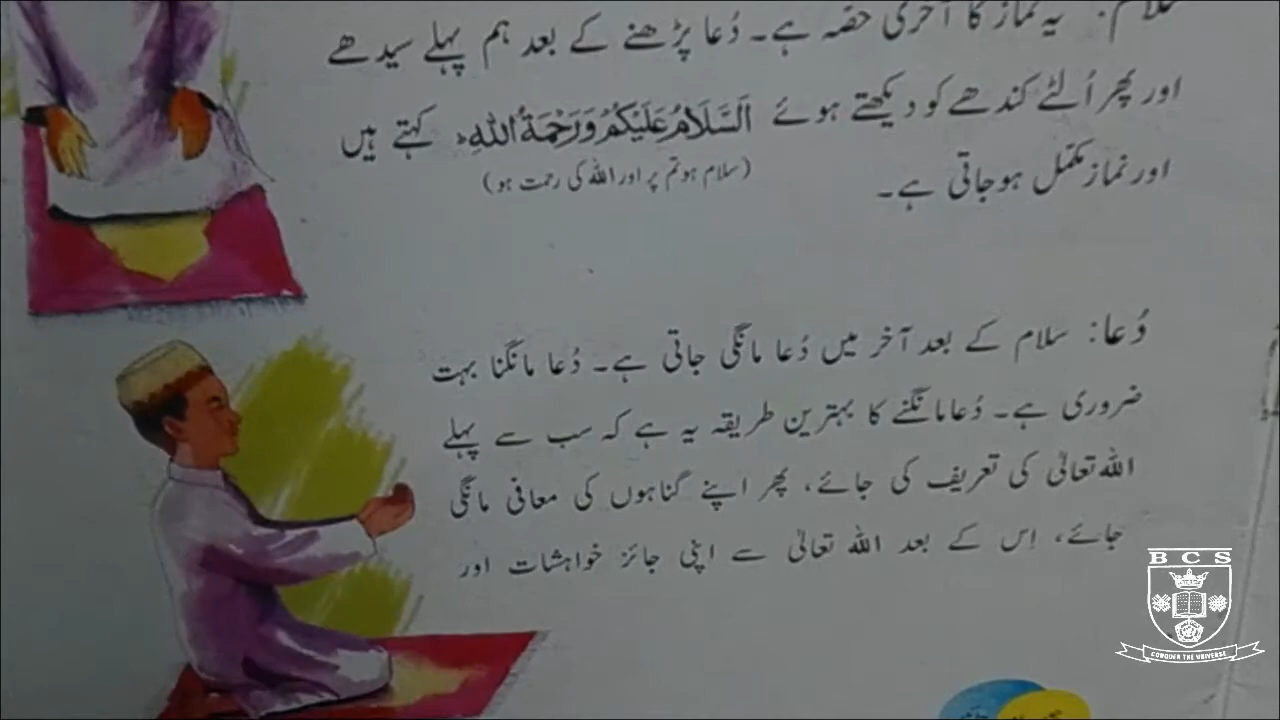 سلام: یہ نماز کا آخری حصّہ ہے۔ دُعا پڑھنے کے بعد ہم پہلے سیدھے
اور پھر اُلٹے کندھے کو دیکھتے ہوئے اَلسَّلَامُ عَلَيْكُمْ وَرَحْمَةُ اللهِ ط کہتے ہیں
(سلام ہو تم پر اور اللہ کی رحمت ہو)
اور نماز مکمل ہوجاتی ہے۔
دُعا: سلام کے بعد آخر میں دُعا مانگی جاتی ہے۔ دُعا مانگنا بہت
ضروری ہے۔ دُعا مانگنے کا بہترین طریقہ یہ ہے کہ سب سے پہلے
اللہ تعالیٰ کی تعریف کی جائے، پھر اپنے گناہوں کی معافی مانگی
جائے، اِس کے بعد اللہ تعالیٰ سے اپنی جائز خواہشات اور
BCS
CONQUER THE UNIVERSE